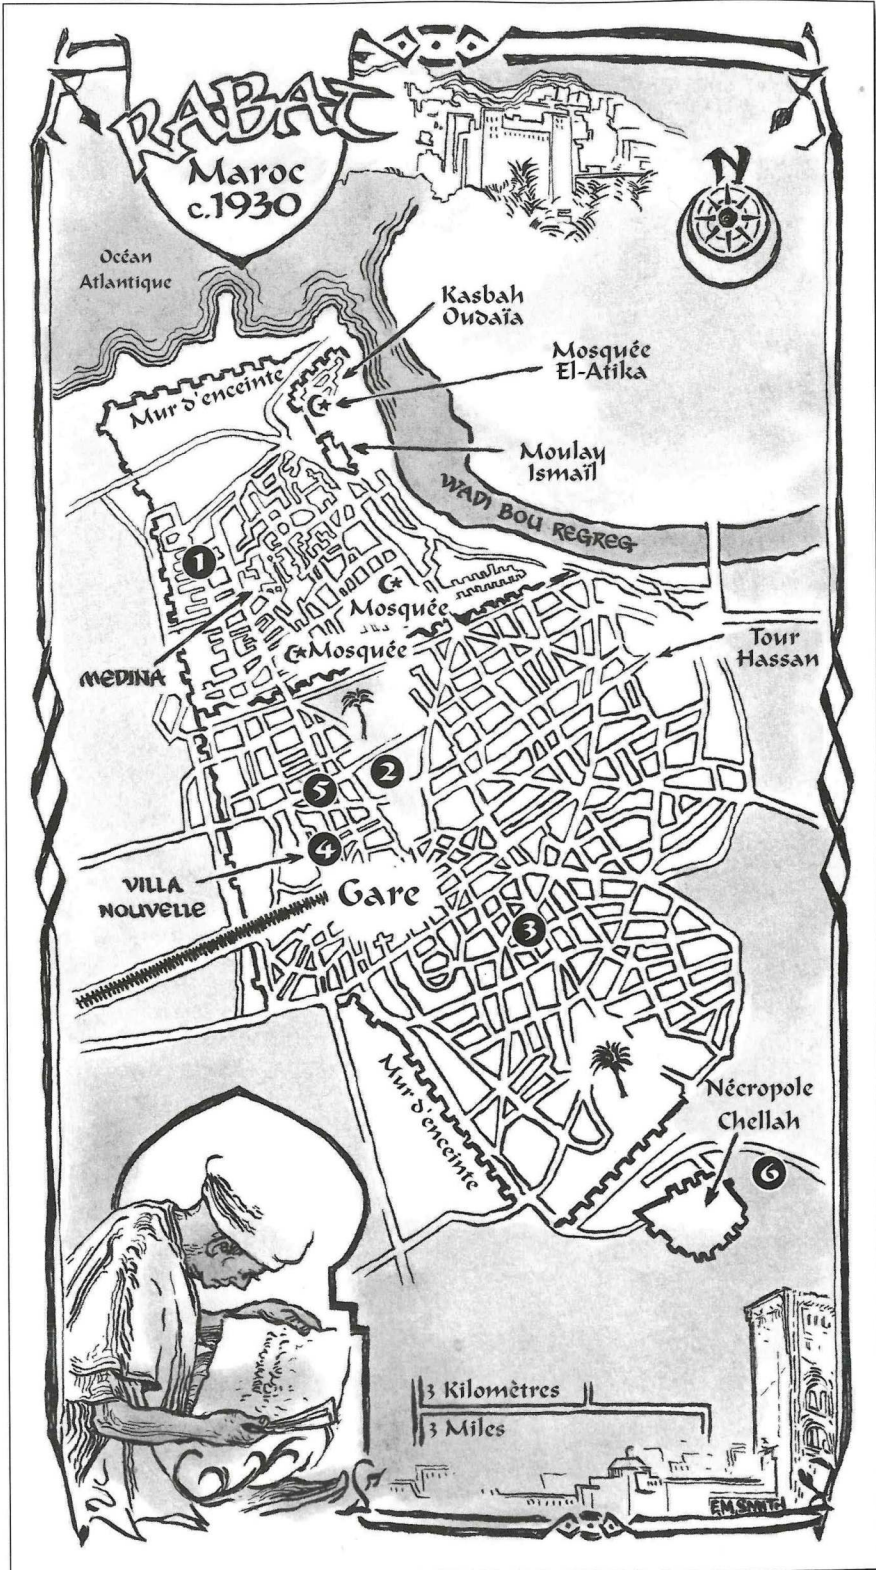 RABAT
Maroc
c.1930
N
Océan
Atlantique
Kasbah
Oudaïa
Mosquée
El-Atika
Mur d'enceinte
Moulay
Ismaïl
WADI BOU REGREG
1
Mosquée
Mosquée
Tour
Hassan
MEDINA
2
5
4
VILLA
NOUVELLE
Gare
3
Mur d'enceinte
Nécropole
Chellah
6
3 Kilomètres
3 Miles
F.M. SMITH